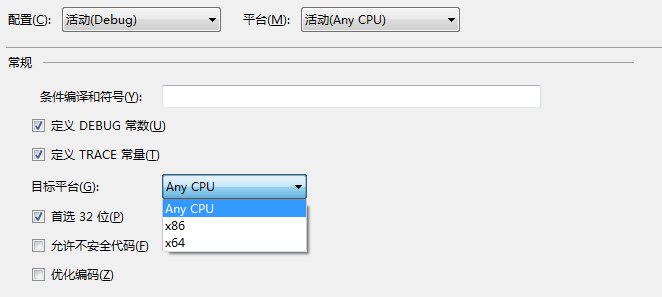 配置(C): 活动(Debug) 平台(M): 活动(Any CPU)
常规
条件编译和符号(Y):
定义 DEBUG 常数(U)
定义 TRACE 常量(T)
目标平台(G): Any CPU
Any CPU
首选 32 位(P)
x86
允许不安全代码(F)
x64
优化编码(Z)